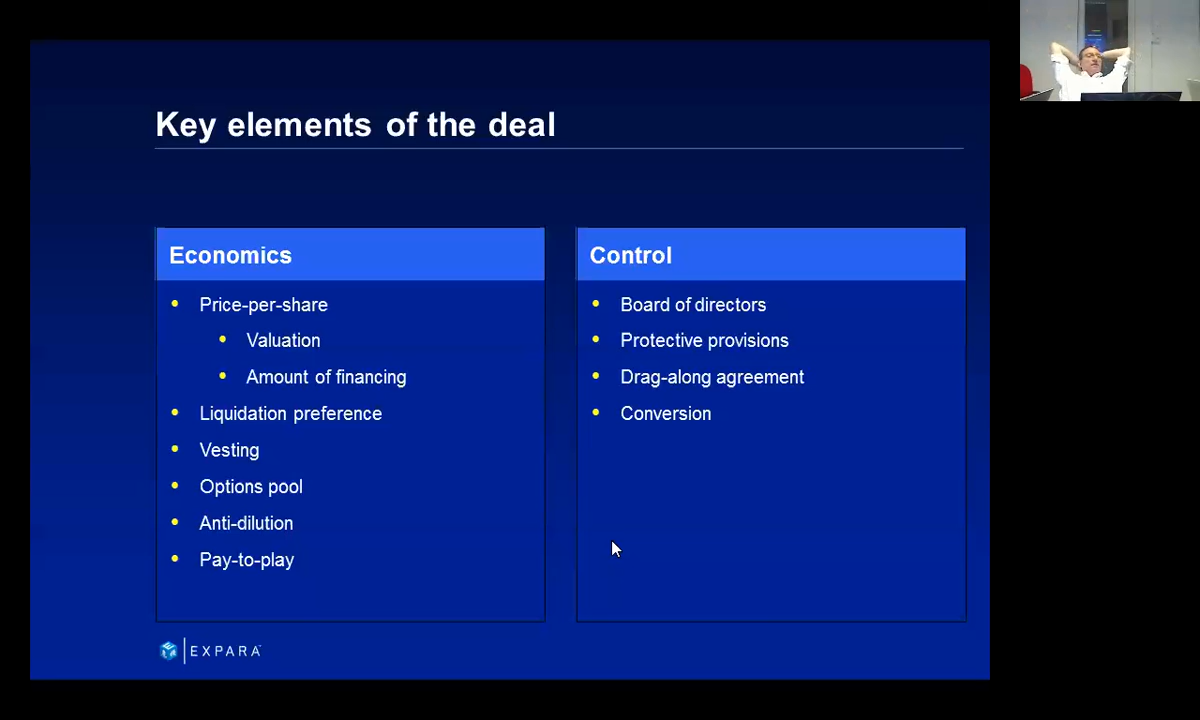 Key elements of the deal
Economics
Price-per-share
Valuation
Amount of financing
Liquidation preference
Vesting
Options pool
Anti-dilution
Pay-to-play
Control
Board of directors
Protective provisions
Drag-along agreement
Conversion
EXPARA